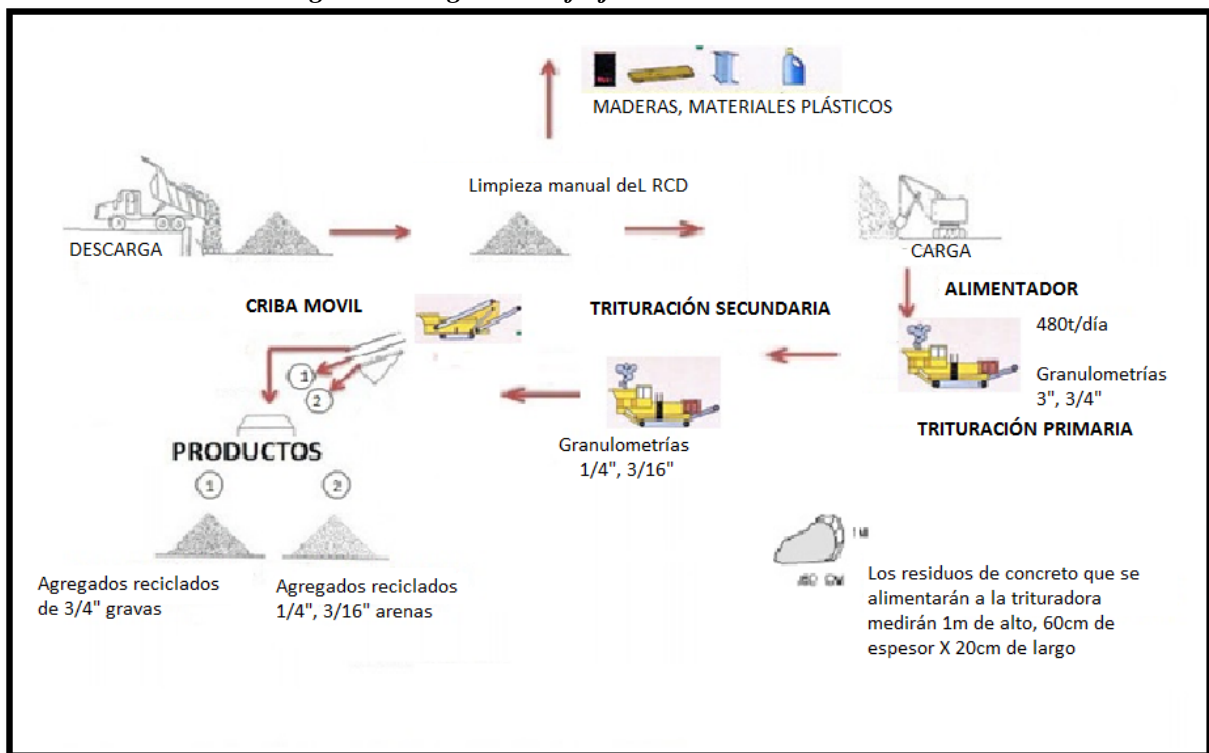 MADERAS, MATERIALES PLÁSTICOS
Limpieza manual deL RCD
DESCARGA
CARGA
CRIBA MOVIL
TRITURACIÓN SECUNDARIA
ALIMENTADOR
480t/día
Granulometrías
3", 3/4"
TRITURACIÓN PRIMARIA
1
2
Granulometrías
1/4", 3/16"
PRODUCTOS
1
2
Agregados reciclados
de 3/4" gravas
Agregados reciclados
1/4", 3/16" arenas
Los residuos de concreto que se
alimentarán a la trituradora
medirán 1m de alto, 60cm de
espesor X 20cm de largo